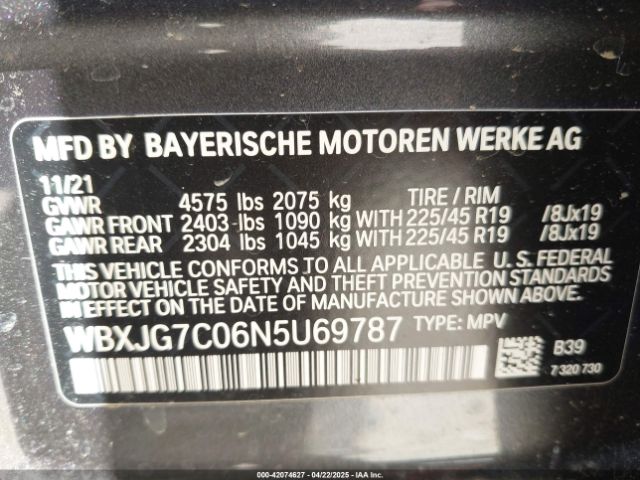 MFD BY BAYERISCHE MOTOREN WERKE AG
11/21
GVWR 4575 lbs 2075 kg TIRE / RIM
GAWR FRONT 2403 lbs 1090 kg WITH 225/45 R19 /8Jx19
GAWR REAR 2304 lbs 1045 kg WITH 225/45 R19 /8Jx19
THIS VEHICLE CONFORMS TO ALL APPLICABLE U. S. FEDERAL
MOTOR VEHICLE SAFETY AND THEFT PREVENTION STANDARDS
IN EFFECT ON THE DATE OF MANUFACTURE SHOWN ABOVE.
WBXJG7C06N5U69787 TYPE: MPV
B39
7 320 730
000-42074627 - 04/22/2025 - IAA Inc.